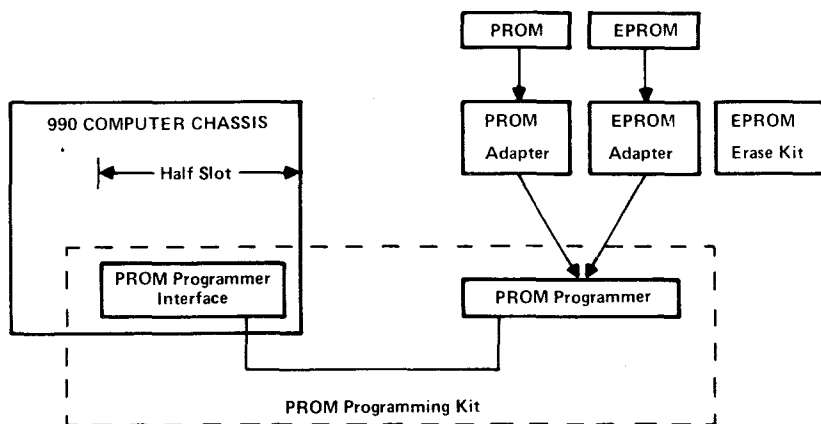 PROM
EPROM
990 COMPUTER CHASSIS
Half Slot
PROM
Adapter
EPROM
Adapter
EPROM
Erase Kit
PROM Programmer
Interface
PROM Programmer
PROM Programming Kit